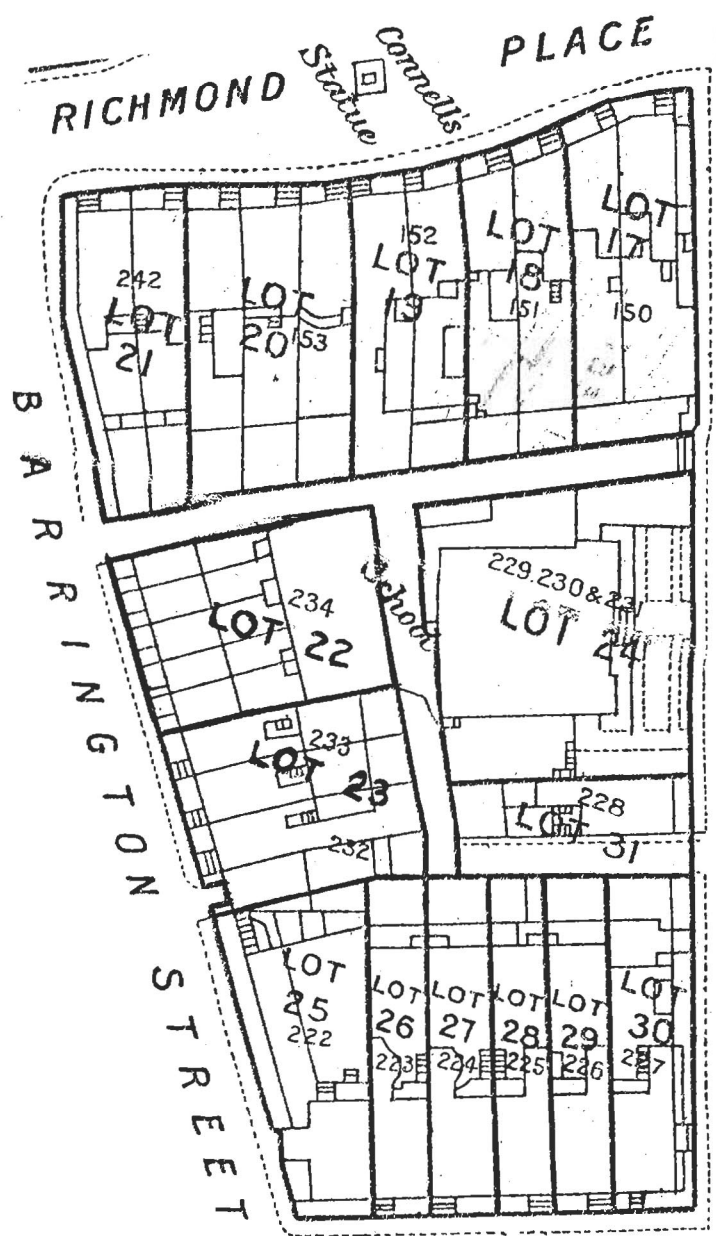 RICHMOND PLACE
Connell's
Statue
152
LOT
19
LOT
18
151
LOT
17
150
242
LOT
21
LOT
20
153
BARRINGTON STREET
School
234
LOT
22
229, 230 & 231
LOT
24
233
LOT
23
232
228
LOT
31
LOT
25
222
LOT
26
223
LOT
27
224
LOT
28
225
LOT
29
226
LOT
30
227